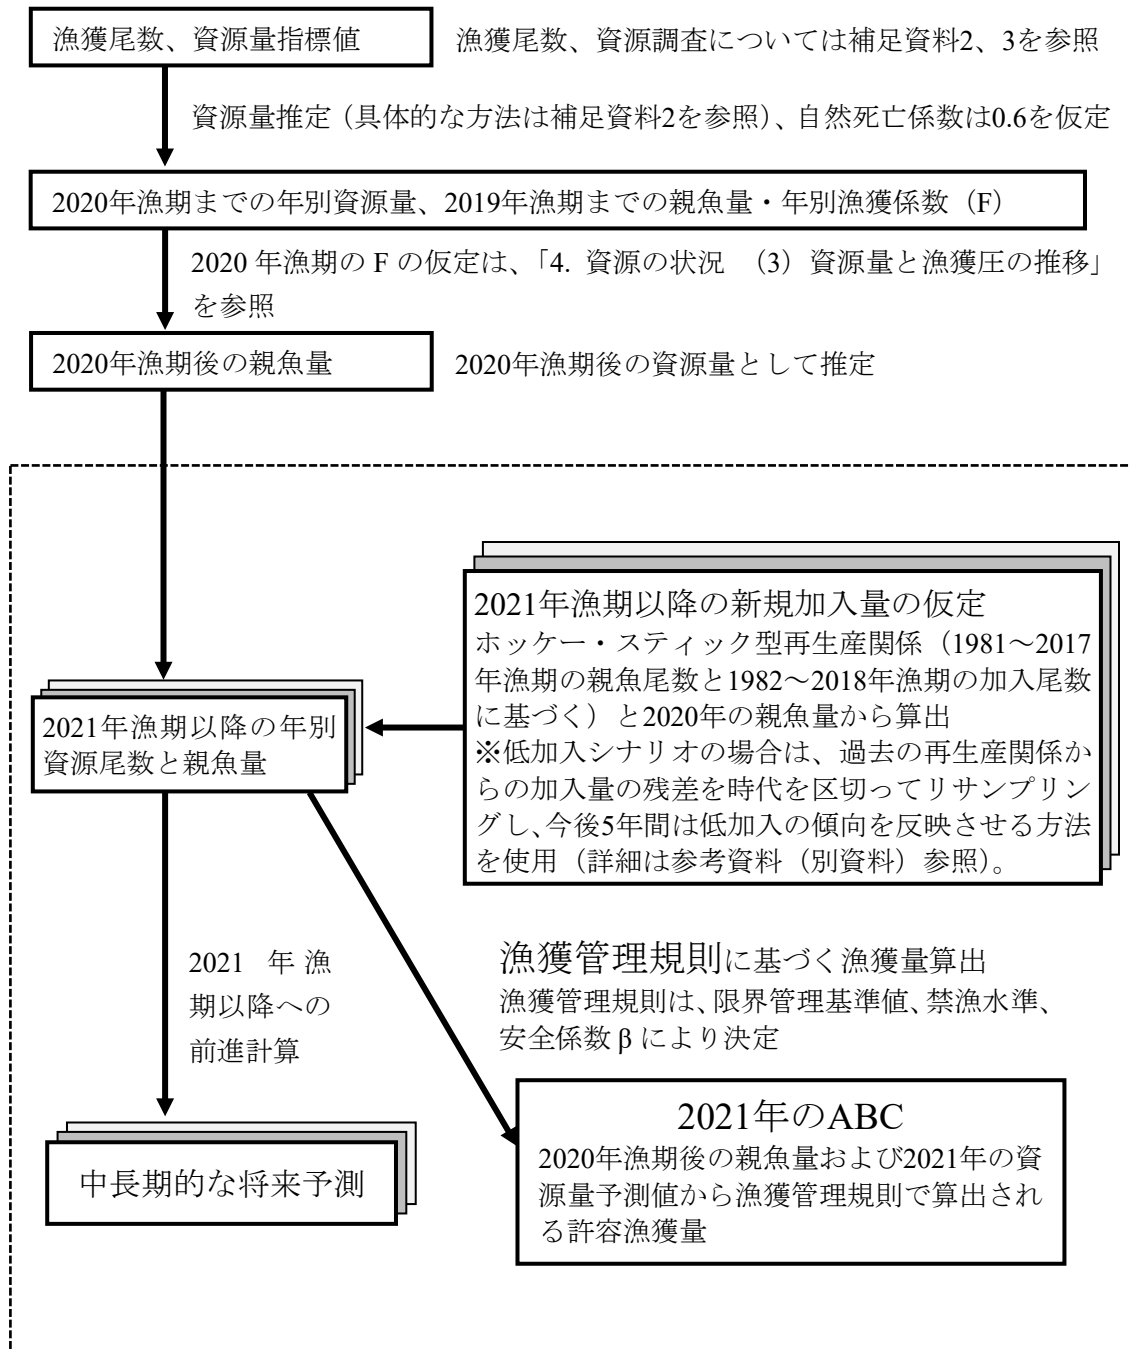 漁獲尾数、資源量指標値
漁獲尾数、資源調査については補足資料2、3を参照
資源量推定（具体的な方法は補足資料2を参照）、自然死亡係数は0.6を仮定
2020年漁期までの年別資源量、2019年漁期までの親魚量・年別漁獲係数（F）
2020 年漁期の F の仮定は、「4. 資源の状況　（3）資源量と漁獲圧の推移」
を参照
2020年漁期後の親魚量
2020年漁期後の資源量として推定
2021年漁期以降の新規加入量の仮定
ホッケー・スティック型再生産関係（1981～2017
年漁期の親魚尾数と1982～2018年漁期の加入尾数
に基づく）と2020年の親魚量から算出
※低加入シナリオの場合は、過去の再生産関係か
らの加入量の残差を時代を区切ってリサンプリン
グし、今後5年間は低加入の傾向を反映させる方法
を使用（詳細は参考資料（別資料）参照）。
2021年漁期以降の年別
資源尾数と親魚量
2021 年 漁
期以降への
前進計算
漁獲管理規則に基づく漁獲量算出
漁獲管理規則は、限界管理基準値、禁漁水準、
安全係数 β により決定
中長期的な将来予測
2021年のABC
2020年漁期後の親魚量および2021年の資
源量予測値から漁獲管理規則で算出され
る許容漁獲量